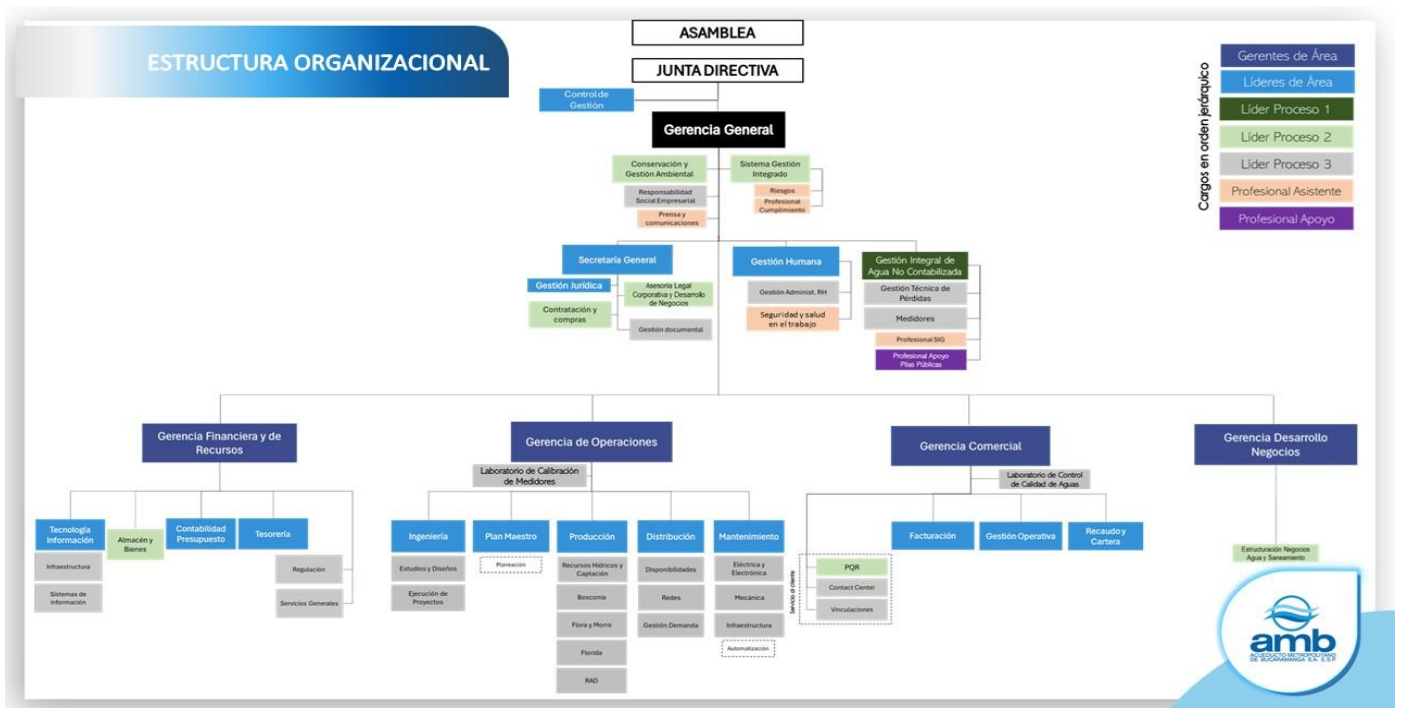 ESTRUCTURA ORGANIZACIONAL
ASAMBLEA
JUNTA DIRECTIVA
Control de
Gestión
Gerencia General
Cargos en orden jerárquico
Gerentes de Área
Líderes de Área
Líder Proceso 1
Líder Proceso 2
Líder Proceso 3
Profesional Asistente
Profesional Apoyo
Conservación y
Gestión Ambiental
Responsabilidad
Social Empresarial
Prensa y
comunicaciones
Sistema Gestión
Integrado
Riesgos
Profesional
Cumplimiento
Secretaría General
Gestión Jurídica
Contratación y
compras
Asesoría Legal
Corporativa y Desarrollo
de Negocios
Gestión documental
Gestión Humana
Gestión Administ. RH
Seguridad y salud
en el trabajo
Gestión Integral de
Agua No Contabilizada
Gestión Técnica de
Pérdidas
Medidores
Profesional SIG
Profesional Apoyo
Pilas Públicas
Gerencia Financiera y de
Recursos
Tecnología
Información
Infraestructura
Sistemas de
información
Almacén y
Bienes
Contabilidad
Presupuesto
Tesorería
Regulación
Servicios Generales
Gerencia de Operaciones
Laboratorio de Calibración
de Medidores
Ingeniería
Estudios y Diseños
Ejecución de
Proyectos
Plan Maestro
Planeación
Producción
Recursos Hídricos y
Captación
Bosconia
Flora y Morro
Florida
RAD
Distribución
Disponibilidades
Redes
Gestión Demanda
Mantenimiento
Eléctrica y
Electrónica
Mecánica
Infraestructura
Automatización
Gerencia Comercial
Laboratorio de Control
de Calidad de Aguas
Servicio al cliente
PQR
Contact Center
Vinculaciones
Facturación
Gestión Operativa
Recaudo y
Cartera
Gerencia Desarrollo
Negocios
Estructuración Negocios
Agua y Saneamiento
amb
ACUEDUCTO METROPOLITANO
DE BUCARAMANGA S.A. E.S.P